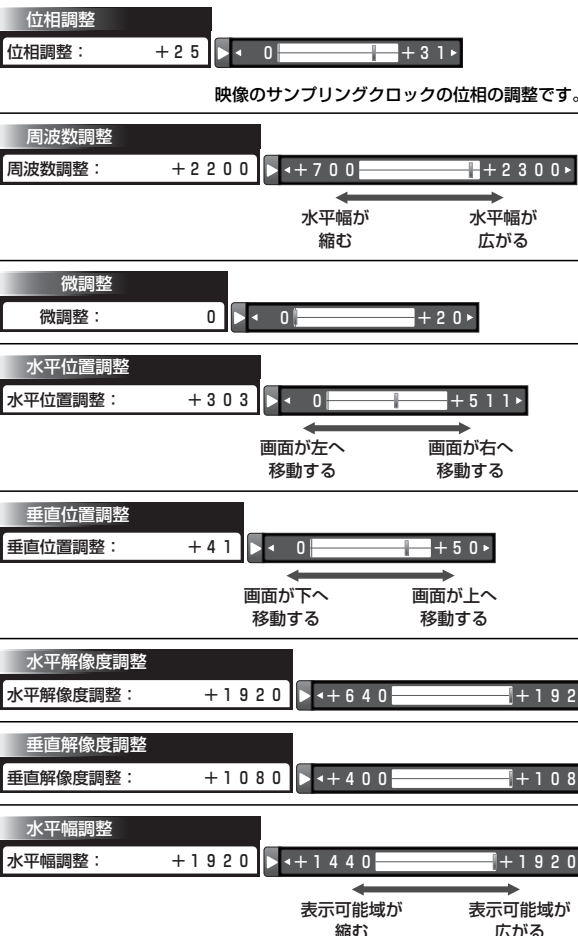 位相調整
位相調整： +25 0 +31
映像のサンプリングクロックの位相の調整です。
周波数調整
周波数調整： +2200 +700 +2300
水平幅が 水平幅が
縮む 広がる
微調整
微調整： 0 0 +20
水平位置調整
水平位置調整： +303 0 +511
画面が左へ 画面が右へ
移動する 移動する
垂直位置調整
垂直位置調整： +41 0 +50
画面が下へ 画面が上へ
移動する 移動する
水平解像度調整
水平解像度調整： +1920 +640 +192
垂直解像度調整
垂直解像度調整： +1080 +400 +108
水平幅調整
水平幅調整： +1920 +1440 +1920
表示可能域が 表示可能域が
縮む 広がる